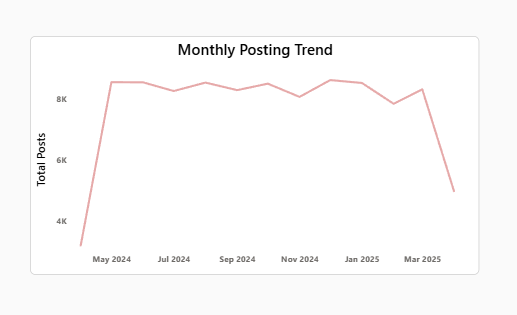 Monthly Posting Trend
8K
6K
4K
Total Posts
May 2024 Jul 2024 Sep 2024 Nov 2024 Jan 2025 Mar 2025